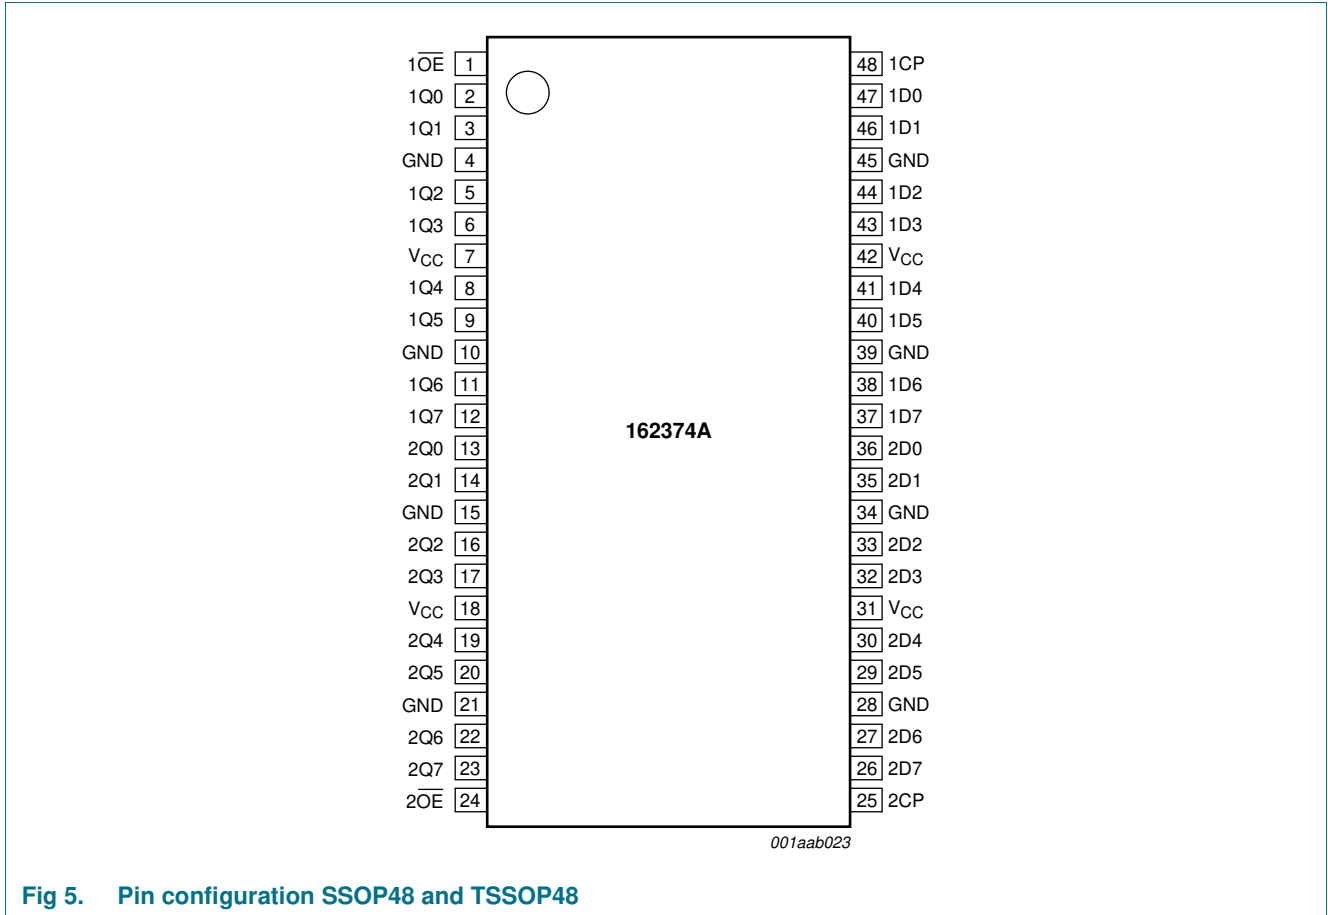 1O̅E̅ 1 48 1CP
1Q0 2 47 1D0
1Q1 3 46 1D1
GND 4 45 GND
1Q2 5 44 1D2
1Q3 6 43 1D3
VCC 7 42 VCC
1Q4 8 41 1D4
1Q5 9 40 1D5
GND 10 39 GND
1Q6 11 38 1D6
1Q7 12 37 1D7
162374A
2Q0 13 36 2D0
2Q1 14 35 2D1
GND 15 34 GND
2Q2 16 33 2D2
2Q3 17 32 2D3
VCC 18 31 VCC
2Q4 19 30 2D4
2Q5 20 29 2D5
GND 21 28 GND
2Q6 22 27 2D6
2Q7 23 26 2D7
2O̅E̅ 24 25 2CP
001aab023
Fig 5. Pin configuration SSOP48 and TSSOP48